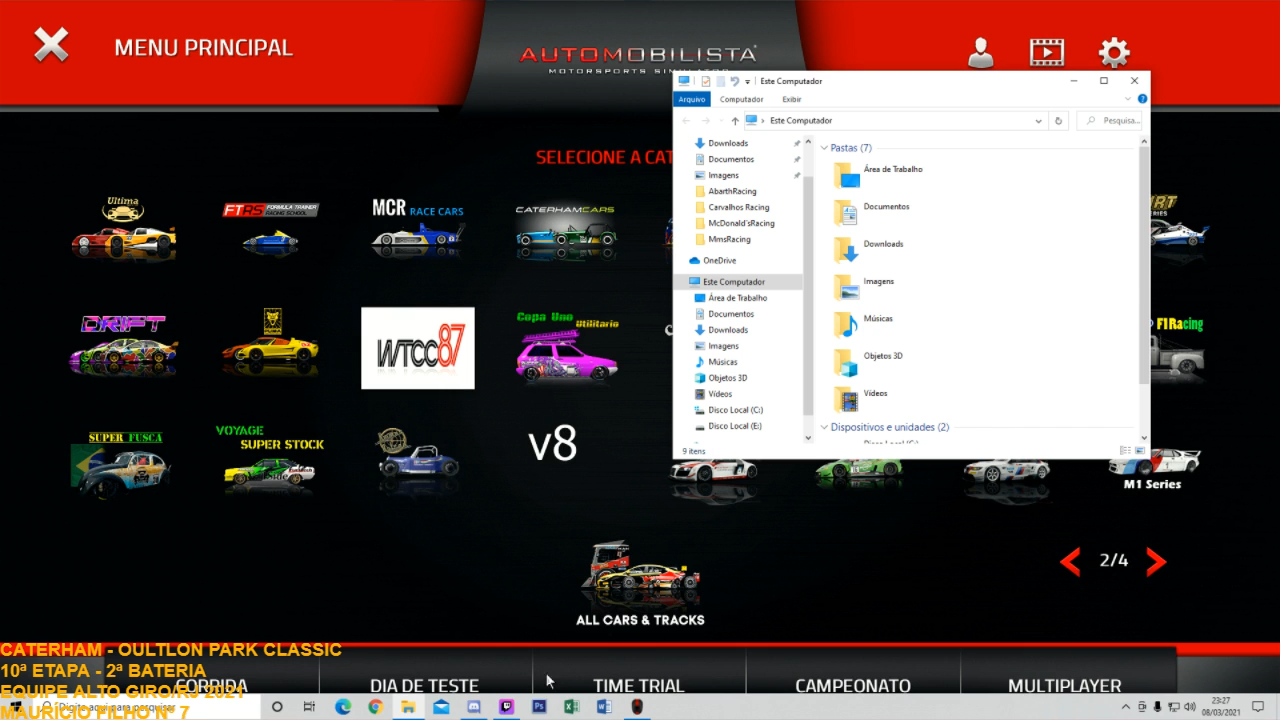 MENU PRINCIPAL
AUTOMOBILISTA
MOTORSPORTS
Este Computador
Arquivo
Computador
Exibir
Este Computador
Pesquisa...
Downloads
Documentos
Imagens
AbarthRacing
Carvalhos Racing
McDonald'sRacing
MmsRacing
OneDrive
Este Computador
Área de Trabalho
Documentos
Downloads
Imagens
Músicas
Objetos 3D
Vídeos
Disco Local (C:)
Disco Local (E:)
Pastas (7)
Área de Trabalho
Documentos
Downloads
Imagens
Músicas
Objetos 3D
Vídeos
Dispositivos e unidades (2)
Disco Local (C:)
9 itens
SELECIONE A CAT
Ultima
FTRS FORMULA TRAINER
RACING SCHOOL
MCR RACE CARS
CATERHAMCARS
DRIFT
PUMA
WTCC87
Copa Uno Utilitario
F1Racing
SUPER FUSCA
VOYAGE
SUPER STOCK
V8
M1 Series
2/4
ALL CARS & TRACKS
CATERHAM - OULTLON PARK CLASSIC
10ª ETAPA - 2ª BATERIA
EQUIPE ALTO GIRO/RJ 2021
MAURICIO FILHO Nº 7
CORRIDA
DIA DE TESTE
TIME TRIAL
CAMPEONATO
MULTIPLAYER
Digite aqui para pesquisar
23:27
08/03/2021